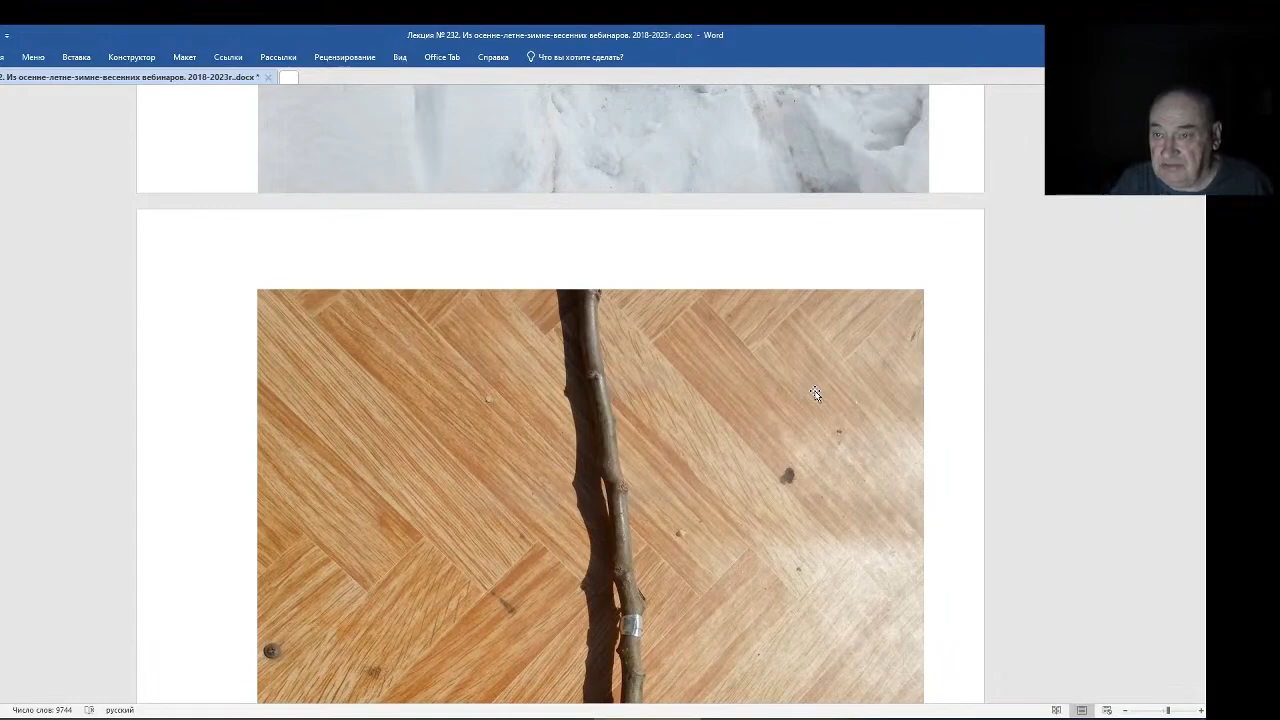 Лекция № 232. Из осенне-летне-зимне-весенних вебинаров. 2018-2023г..docx - Word
Меню Вставка Конструктор Макет Ссылки Рассылки Рецензирование Вид Office Tab Справка Что вы хотите сделать?
2. Из осенне-летне-зимне-весенних вебинаров. 2018-2023г..docx *
Число слов: 9744 русский